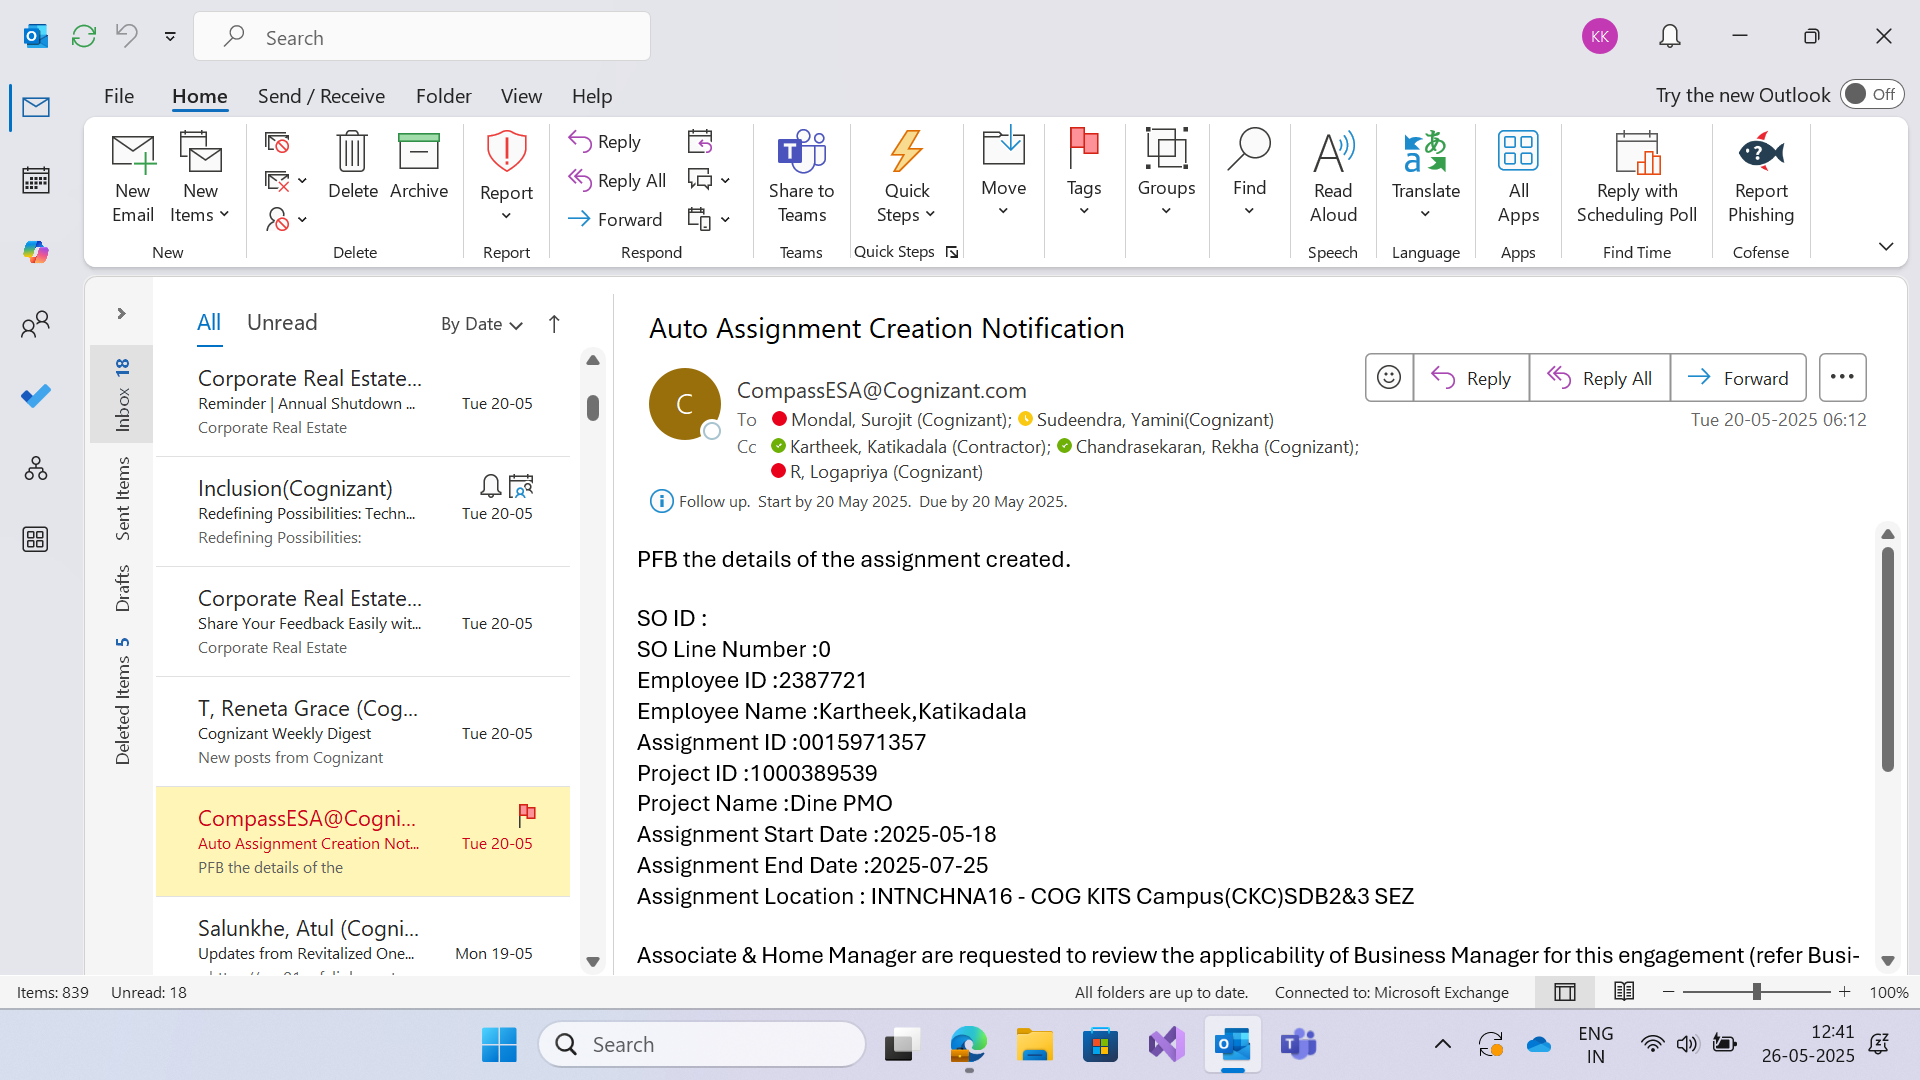 Search
KK
File Home Send / Receive Folder View Help
Try the new Outlook Off
New Email
New Items
New
Delete
Archive
Delete
Report
Report
Reply
Reply All
Forward
Respond
Share to Teams
Teams
Quick Steps
Quick Steps
Move
Tags
Groups
Find
Read Aloud
Speech
Translate
Language
All Apps
Apps
Reply with Scheduling Poll
Find Time
Report Phishing
Cofense
Inbox 18
Sent Items
Drafts
Deleted Items 5
All Unread By Date
Corporate Real Estate...
Reminder | Annual Shutdown ... Tue 20-05
Corporate Real Estate
Inclusion(Cognizant)
Redefining Possibilities: Techn... Tue 20-05
Redefining Possibilities:
Corporate Real Estate...
Share Your Feedback Easily wit... Tue 20-05
Corporate Real Estate
T, Reneta Grace (Cog...
Cognizant Weekly Digest Tue 20-05
New posts from Cognizant
CompassESA@Cogni...
Auto Assignment Creation Not... Tue 20-05
PFB the details of the
Salunkhe, Atul (Cogni...
Updates from Revitalized One... Mon 19-05
Auto Assignment Creation Notification
C
CompassESA@Cognizant.com
Reply Reply All Forward
To Mondal, Surojit (Cognizant); Sudeendra, Yamini(Cognizant)
Tue 20-05-2025 06:12
Cc Kartheek, Katikadala (Contractor); Chandrasekaran, Rekha (Cognizant);
R, Logapriya (Cognizant)
Follow up. Start by 20 May 2025. Due by 20 May 2025.
PFB the details of the assignment created.
SO ID :
SO Line Number :0
Employee ID :2387721
Employee Name :Kartheek,Katikadala
Assignment ID :0015971357
Project ID :1000389539
Project Name :Dine PMO
Assignment Start Date :2025-05-18
Assignment End Date :2025-07-25
Assignment Location : INTNCHNA16 - COG KITS Campus(CKC)SDB2&3 SEZ
Associate & Home Manager are requested to review the applicability of Business Manager for this engagement (refer Busi-
Items: 839 Unread: 18 All folders are up to date. Connected to: Microsoft Exchange 100%
Search
ENG
IN
12:41
26-05-2025